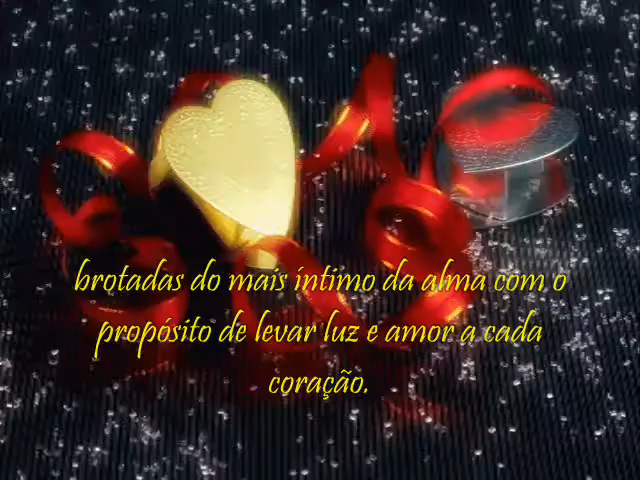 brotadas do mais íntimo da alma com o
propósito de levar luz e amor a cada
coração.